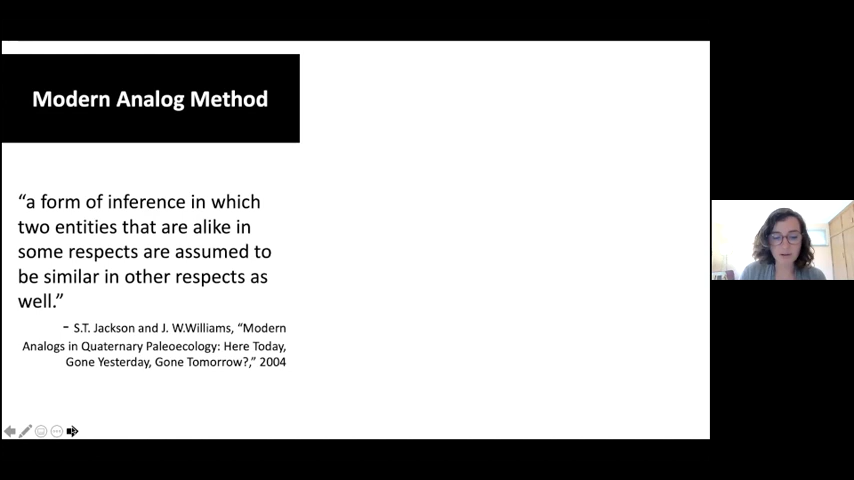 Modern Analog Method
“a form of inference in which
two entities that are alike in
some respects are assumed to
be similar in other respects as
well.”
- S.T. Jackson and J. W.Williams, “Modern
Analogs in Quaternary Paleoecology: Here Today,
Gone Yesterday, Gone Tomorrow?,” 2004